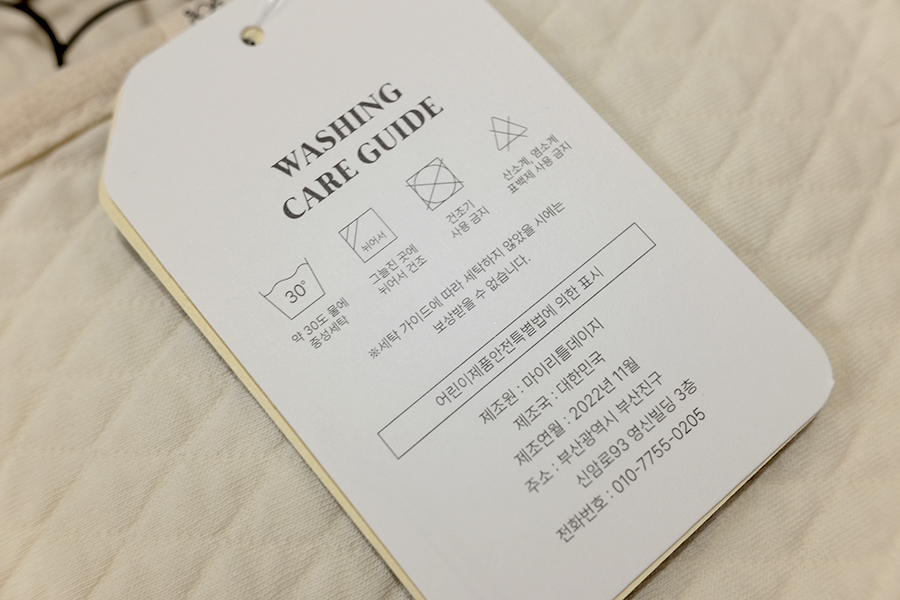 WASHING
CARE GUIDE
30°
약 30도 물에
중성세탁
뉘어서
그늘진 곳에
뉘어서 건조
건조기
사용 금지
산소계, 염소계
표백제 사용 금지
※세탁 가이드에 따라 세탁하지 않았을 시에는
보상받을 수 없습니다.
어린이제품안전특별법에 의한 표시
제조원 : 마이리틀데이지
제조국 : 대한민국
제조연월 : 2022년 11월
주소 : 부산광역시 부산진구
신암로93 영신빌딩 3층
전화번호 : 010-7755-0205